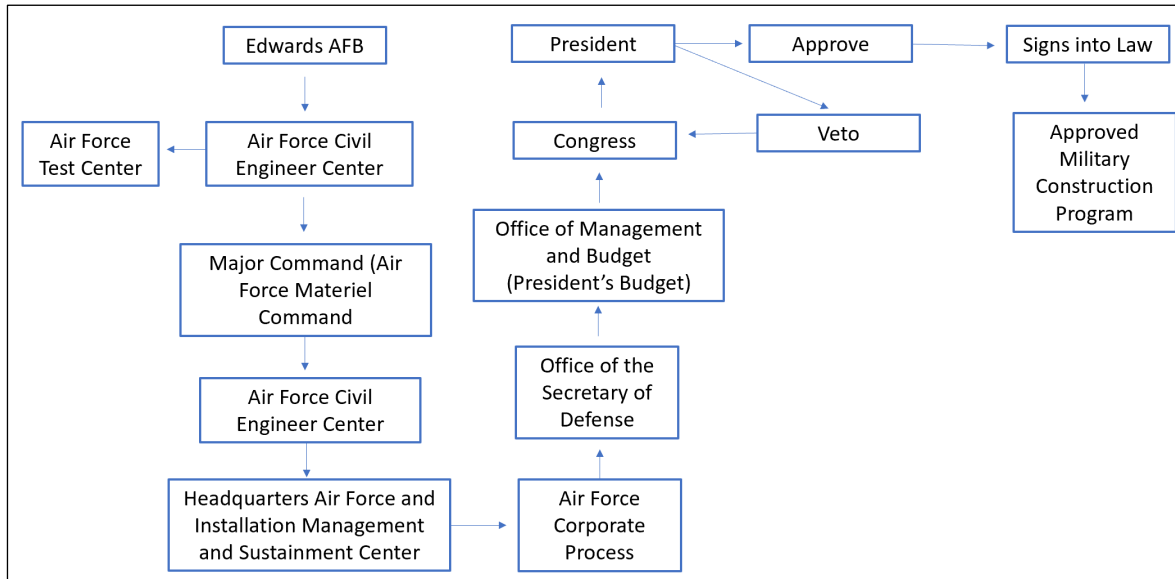 Edwards AFB
Air Force
Test Center
Air Force Civil
Engineer Center
Major Command (Air
Force Materiel
Command
Air Force Civil
Engineer Center
Headquarters Air Force and
Installation Management
and Sustainment Center
Air Force
Corporate
Process
Office of the
Secretary of
Defense
Office of Management
and Budget
(President’s Budget)
Congress
President
Approve
Veto
Signs into Law
Approved
Military
Construction
Program